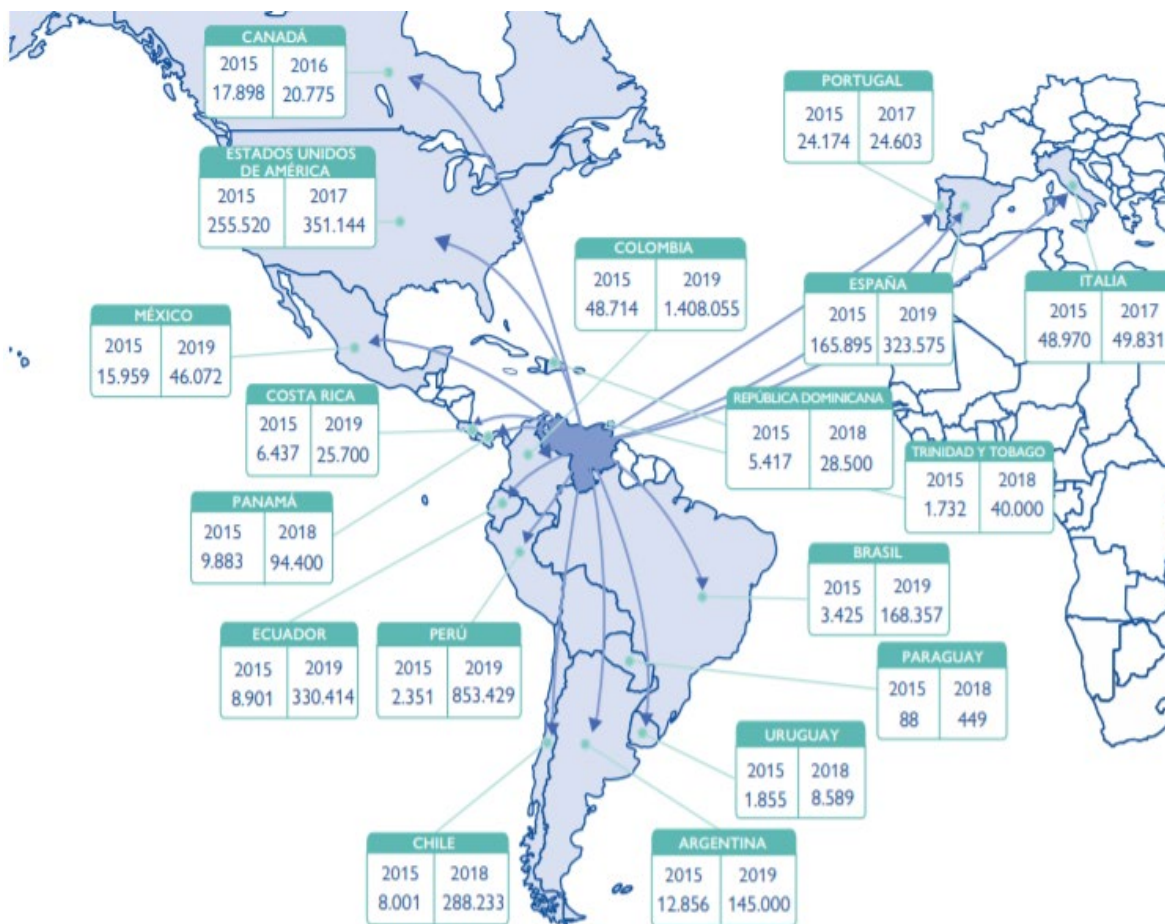 CANADÁ
2015 2016
17.898 20.775
ESTADOS UNIDOS
DE AMÉRICA
2015 2017
255.520 351.144
PORTUGAL
2015 2017
24.174 24.603
COLOMBIA
2015 2019
48.714 1.408.055
ESPAÑA
2015 2019
165.895 323.575
ITALIA
2015 2017
48.970 49.831
MÉXICO
2015 2019
15.959 46.072
COSTA RICA
2015 2019
6.437 25.700
REPÚBLICA DOMINICANA
2015 2018
5.417 28.500
TRINIDAD Y TOBAGO
2015 2018
1.732 40.000
PANAMÁ
2015 2018
9.883 94.400
BRASIL
2015 2019
3.425 168.357
ECUADOR
2015 2019
8.901 330.414
PERÚ
2015 2019
2.351 853.429
PARAGUAY
2015 2018
88 449
URUGUAY
2015 2018
1.855 8.589
CHILE
2015 2018
8.001 288.233
ARGENTINA
2015 2019
12.856 145.000